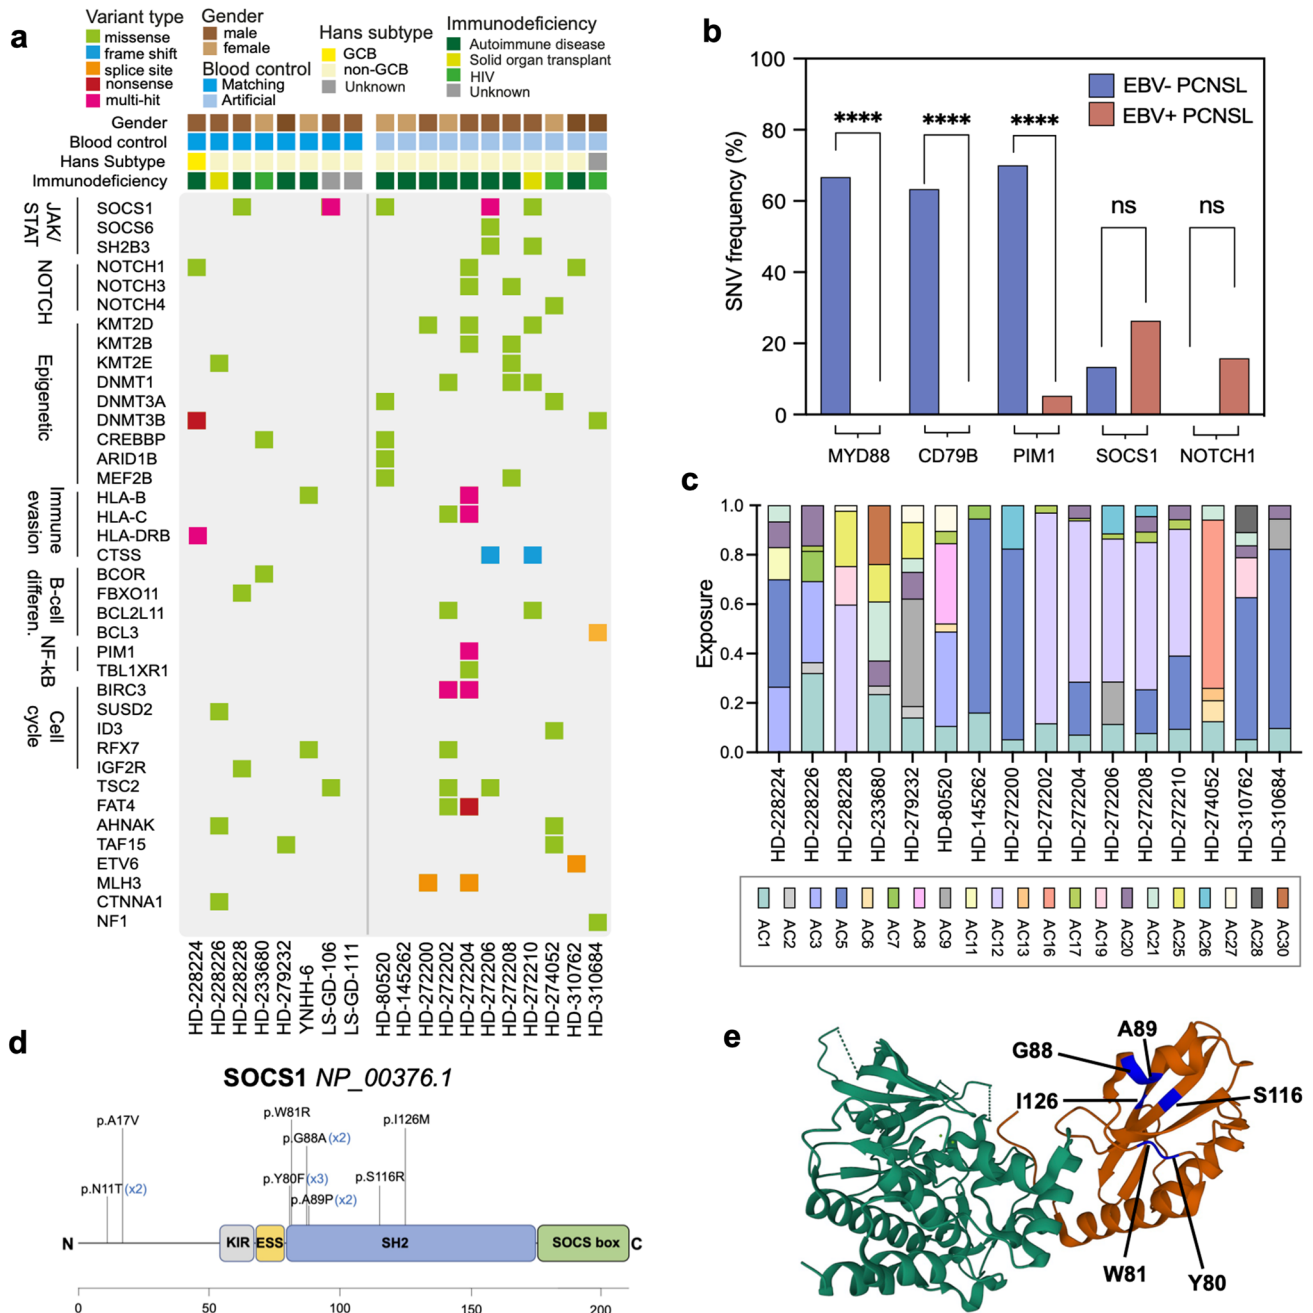 a
Variant type
missense
frame shift
splice site
nonsense
multi-hit
Gender
male
female
Blood control
Matching
Artificial
Hans subtype
GCB
non-GCB
Unknown
Immunodeficiency
Autoimmune disease
Solid organ transplant
HIV
Unknown
Gender
Blood control
Hans Subtype
Immunodeficiency
JAK/
STAT
SOCS1
SOCS6
SH2B3
NOTCH
NOTCH1
NOTCH3
NOTCH4
Epigenetic
KMT2D
KMT2B
KMT2E
DNMT1
DNMT3A
DNMT3B
CREBBP
ARID1B
MEF2B
Immune
evasion
HLA-B
HLA-C
HLA-DRB
CTSS
B-cell
differen.
BCOR
FBXO11
BCL2L11
BCL3
NF-kB
PIM1
TBL1XR1
BIRC3
Cell
cycle
SUSD2
ID3
RFX7
IGF2R
TSC2
FAT4
AHNAK
TAF15
ETV6
MLH3
CTNNA1
NF1
HD-228224
HD-228226
HD-228228
HD-233680
HD-279232
YNHH-6
LS-GD-106
LS-GD-111
HD-80520
HD-145262
HD-272200
HD-272202
HD-272204
HD-272206
HD-272208
HD-272210
HD-274052
HD-310762
HD-310684
b
SNV frequency (%)
100
80
60
40
20
0
EBV- PCNSL
EBV+ PCNSL
****
****
****
ns
ns
MYD88
CD79B
PIM1
SOCS1
NOTCH1
c
Exposure
1.0
0.8
0.6
0.4
0.2
0.0
HD-228224
HD-228226
HD-228228
HD-233680
HD-279232
HD-80520
HD-145262
HD-272200
HD-272202
HD-272204
HD-272206
HD-272208
HD-272210
HD-274052
HD-310762
HD-310684
AC1
AC2
AC3
AC5
AC6
AC7
AC8
AC9
AC11
AC12
AC13
AC16
AC17
AC19
AC20
AC21
AC25
AC26
AC27
AC28
AC30
d
SOCS1 NP_00376.1
p.A17V
p.W81R
p.I126M
p.G88A (x2)
p.N11T (x2)
p.Y80F (x3)
p.S116R
p.A89P (x2)
N
KIR
ESS
SH2
SOCS box
C
0
50
100
150
200
e
A89
G88
S116
I126
W81
Y80